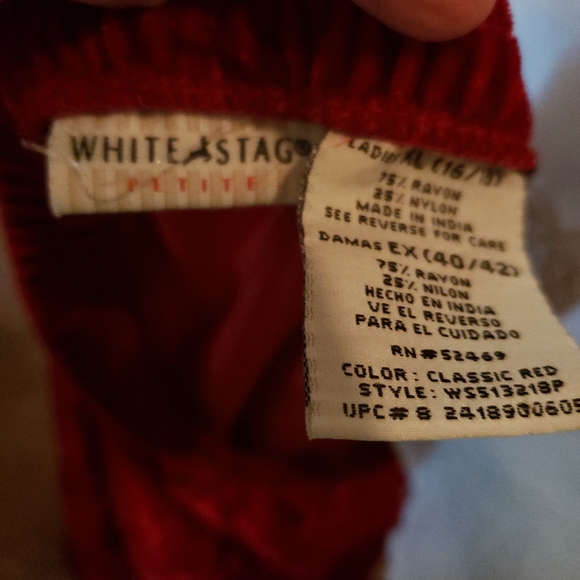 WHITE STAG®
PETITE
LADIES XL (16/18)
75% RAYON
25% NYLON
MADE IN INDIA
SEE REVERSE FOR CARE
DAMAS EX (40/42)
75% RAYON
25% NILON
HECHO EN INDIA
VE EL REVERSO
PARA EL CUIDADO
RN#52469
COLOR: CLASSIC RED
STYLE: WS513218P
UPC# 8 2418900605